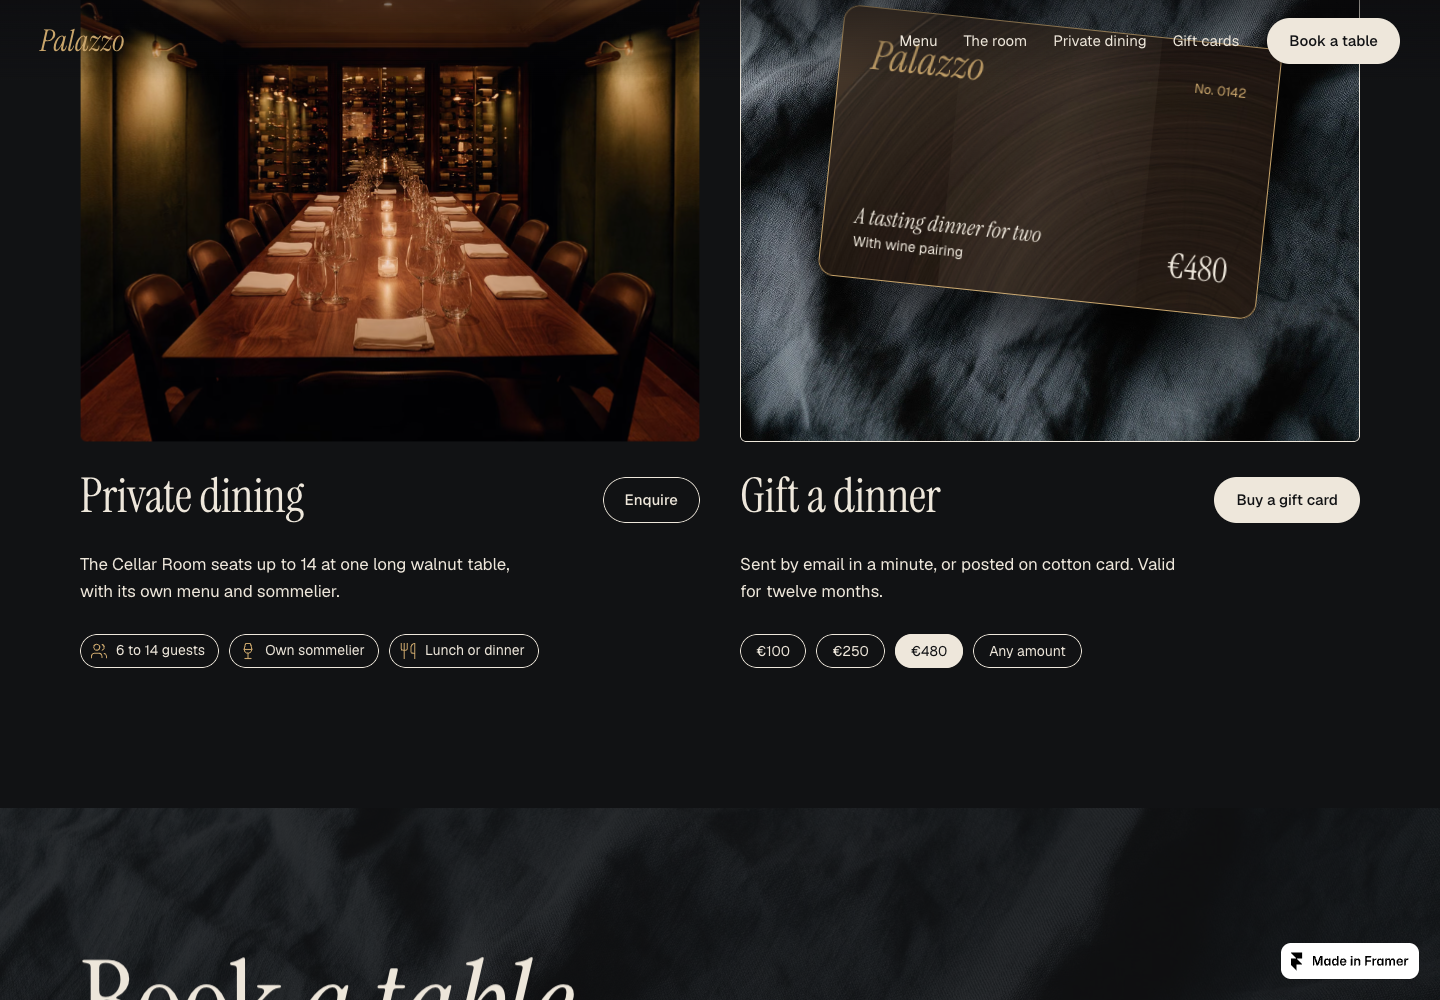 Palazzo
Menu
The room
Private dining
Gift cards
Book a table
Palazzo
No. 0142
A tasting dinner for two
With wine pairing
€480
Private dining
Enquire
The Cellar Room seats up to 14 at one long walnut table,
with its own menu and sommelier.
6 to 14 guests
Own sommelier
Lunch or dinner
Gift a dinner
Buy a gift card
Sent by email in a minute, or posted on cotton card. Valid
for twelve months.
€100
€250
€480
Any amount
Book a table
Made in Framer